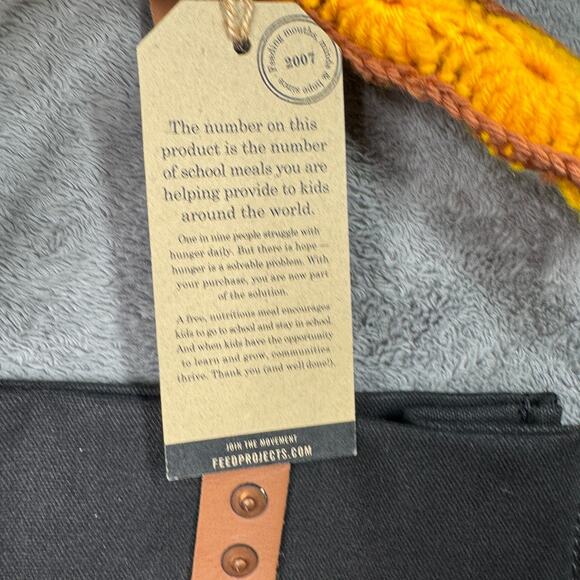 Feeding mouths, minds & hope since
2007
The number on this
product is the number
of school meals you are
helping provide to kids
around the world.
One in nine people struggle with
hunger daily. But there is hope —
hunger is a solvable problem. With
your purchase, you are now part
of the solution.
A free, nutritious meal encourages
kids to go to school and stay in school.
And when kids have the opportunity
to learn and grow, communities
thrive. Thank you (and well done!).
JOIN THE MOVEMENT
FEEDPROJECTS.COM